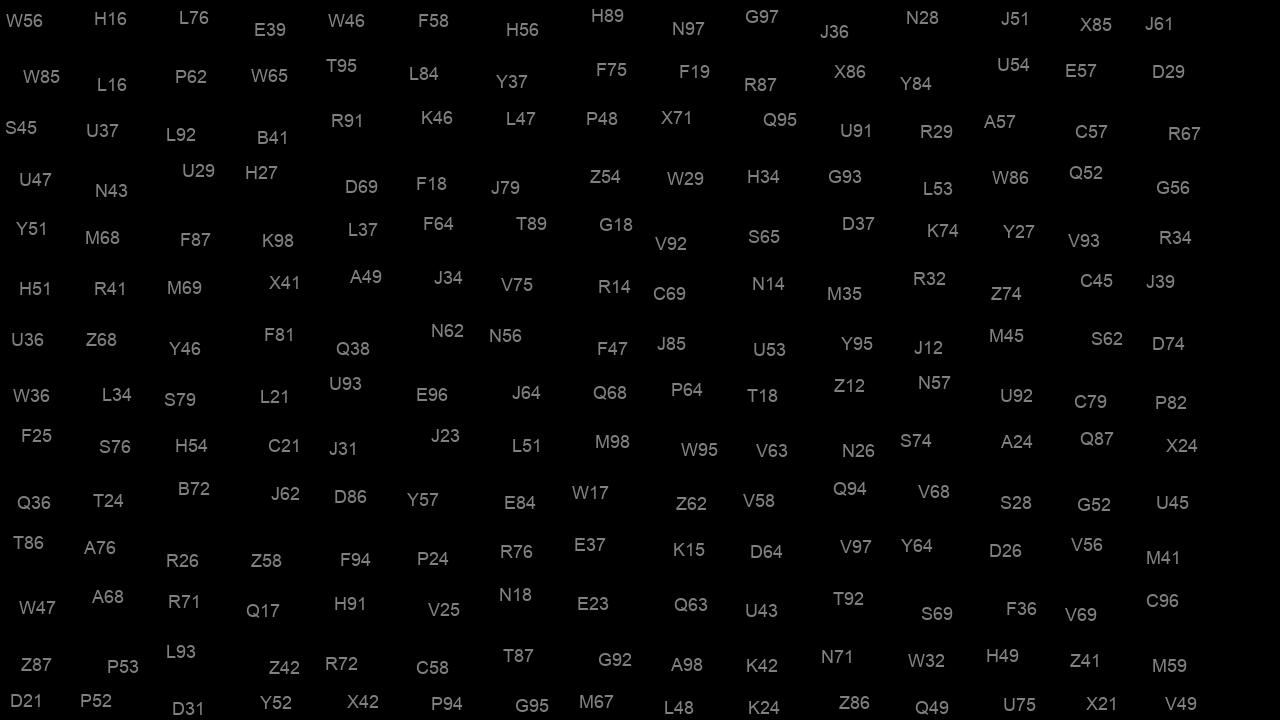 W56 H16 L76 E39 W46 F58 H56 H89 N97 G97 J36 N28 J51 X85 J61
W85 L16 P62 W65 T95 L84 Y37 F75 F19 R87 X86 Y84 U54 E57 D29
S45 U37 L92 B41 R91 K46 L47 P48 X71 Q95 U91 R29 A57 C57 R67
U47 N43 U29 H27 D69 F18 J79 Z54 W29 H34 G93 L53 W86 Q52 G56
Y51 M68 F87 K98 L37 F64 T89 G18 V92 S65 D37 K74 Y27 V93 R34
H51 R41 M69 X41 A49 J34 V75 R14 C69 N14 M35 R32 Z74 C45 J39
U36 Z68 Y46 F81 Q38 N62 N56 F47 J85 U53 Y95 J12 M45 S62 D74
W36 L34 S79 L21 U93 E96 J64 Q68 P64 T18 Z12 N57 U92 C79 P82
F25 S76 H54 C21 J31 J23 L51 M98 W95 V63 N26 S74 A24 Q87 X24
Q36 T24 B72 J62 D86 Y57 E84 W17 Z62 V58 Q94 V68 S28 G52 U45
T86 A76 R26 Z58 F94 P24 R76 E37 K15 D64 V97 Y64 D26 V56 M41
W47 A68 R71 Q17 H91 V25 N18 E23 Q63 U43 T92 S69 F36 V69 C96
Z87 P53 L93 Z42 R72 C58 T87 G92 A98 K42 N71 W32 H49 Z41 M59
D21 P52 D31 Y52 X42 P94 G95 M67 L48 K24 Z86 Q49 U75 X21 V49